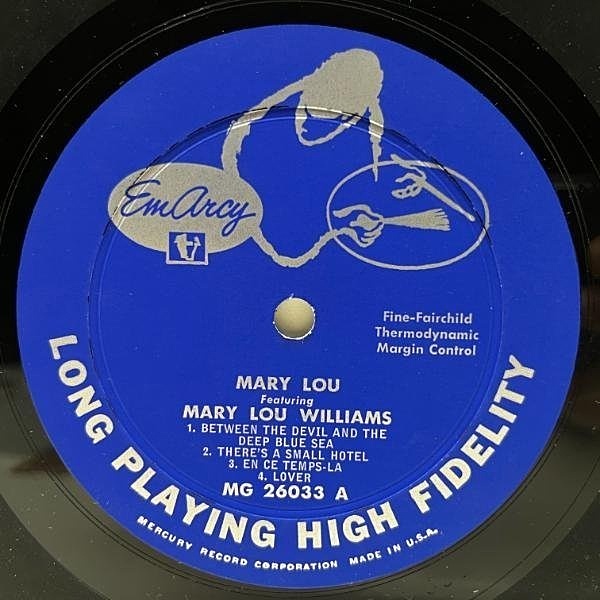 EmArcy
Fine-Fairchild
Thermodynamic
Margin Control
MARY LOU
Featuring
MARY LOU WILLIAMS
1. BETWEEN THE DEVIL AND THE
DEEP BLUE SEA
2. THERE'S A SMALL HOTEL
3. EN CE TEMPS-LA
4. LOVER
MG 26033 A
LONG PLAYING HIGH FIDELITY
MERCURY RECORD CORPORATION MADE IN U.S.A.